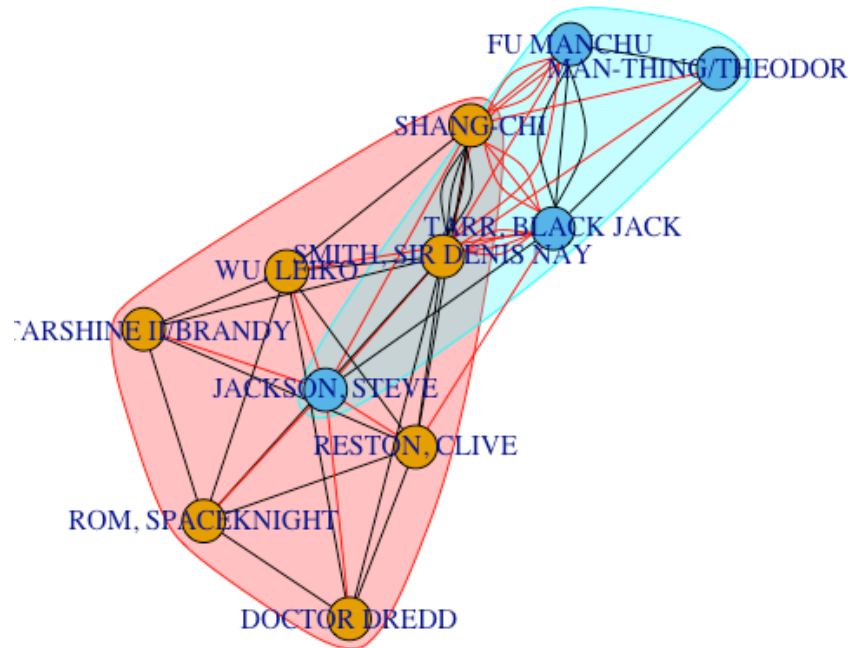 FU MANCHU
MAN-THING/THEODOR
SHANG-CHI
TARR, BLACK JACK
SMITH, SIR DENIS NAY
WU, LEIKO
TARSHINE II/BRANDY
JACKSON, STEVE
RESTON, CLIVE
ROM, SPACEKNIGHT
DOCTOR DREDD